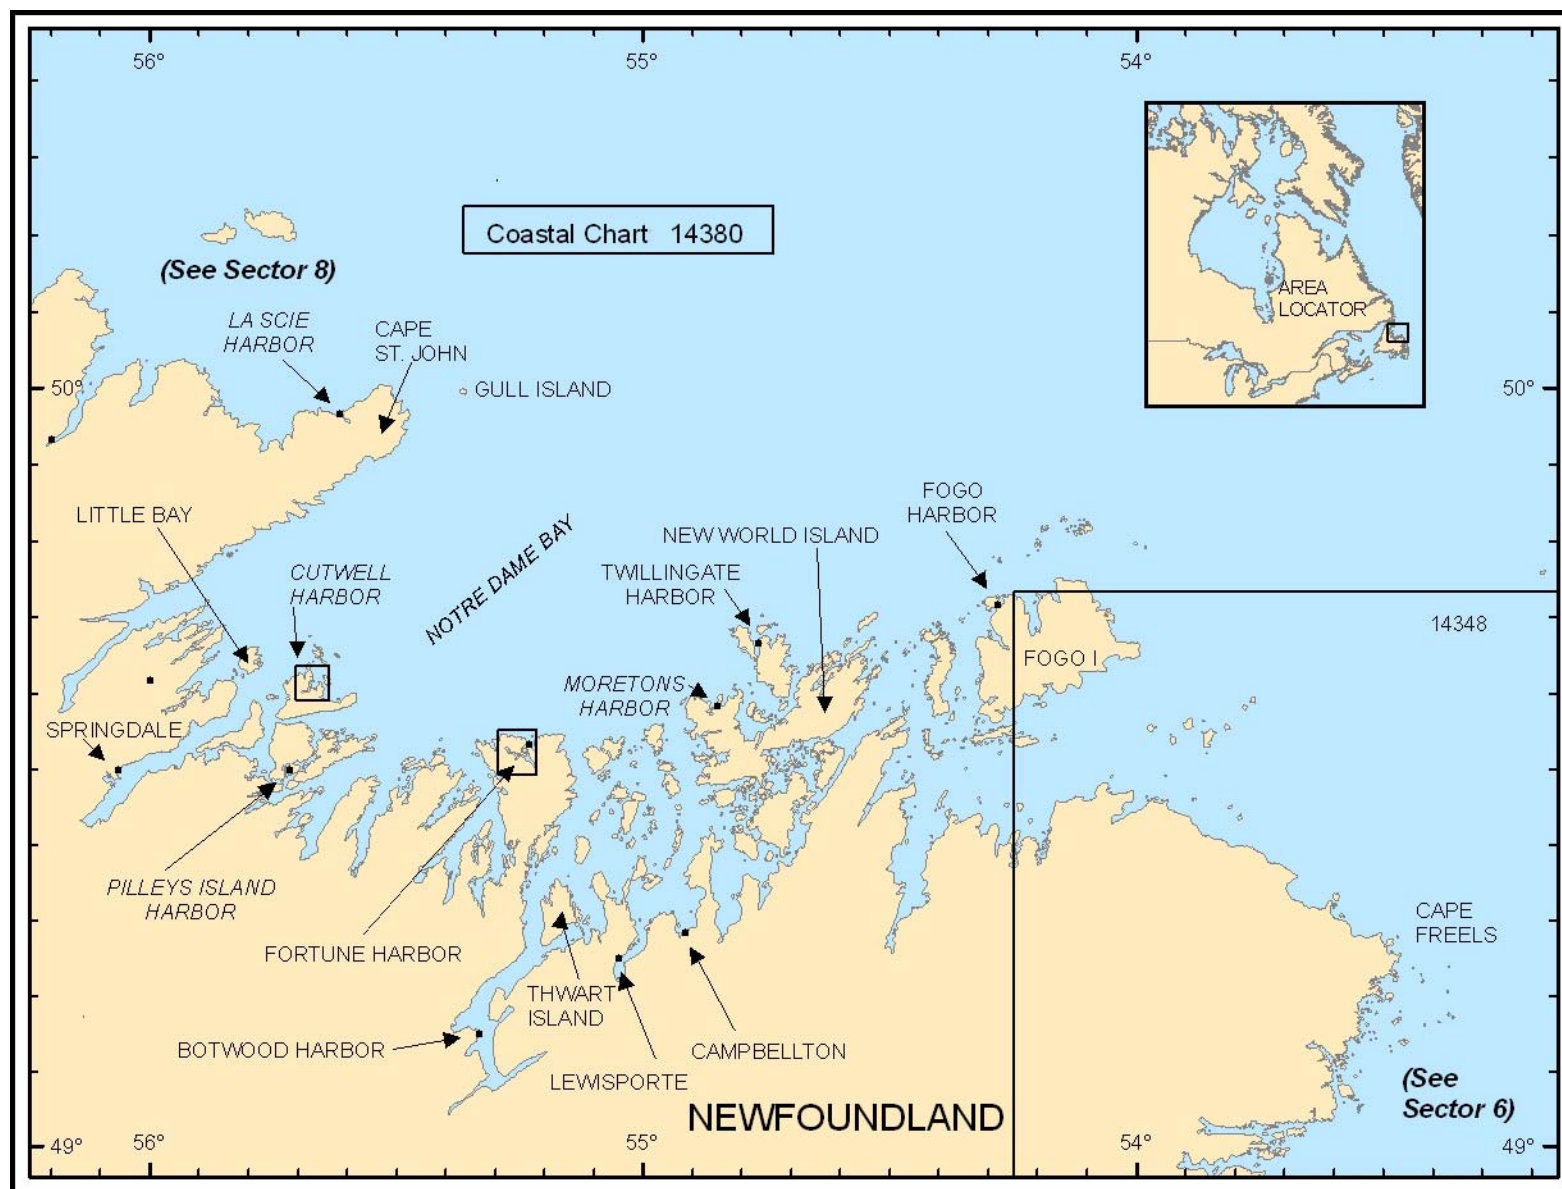 56°
55°
54°
Coastal Chart 14380
(See Sector 8)
AREA
LOCATOR
LA SCIE
HARBOR
CAPE
ST. JOHN
50°
GULL ISLAND
50°
FOGO
HARBOR
LITTLE BAY
NEW WORLD ISLAND
NOTRE DAME BAY
CUTWELL
HARBOR
TWILLINGATE
HARBOR
14348
FOGO I
MORETONS
HARBOR
SPRINGDALE
PILLEYS ISLAND
HARBOR
CAPE
FREELS
FORTUNE HARBOR
THWART
ISLAND
BOTWOOD HARBOR
CAMPBELLTON
LEWISPORTE
(See
Sector 6)
NEWFOUNDLAND
49°
56°
55°
54°
49°